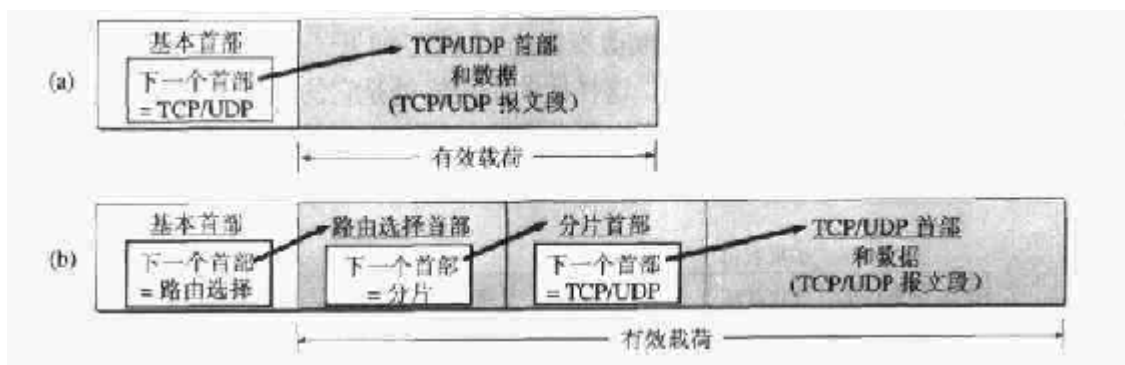 (a)
基本首部
下一个首部
= TCP/UDP
TCP/UDP 首部
和数据
(TCP/UDP 报文段)
有效载荷
(b)
基本首部
下一个首部
= 路由选择
路由选择首部
下一个首部
= 分片
分片首部
下一个首部
= TCP/UDP
TCP/UDP 首部
和数据
(TCP/UDP 报文段)
有效载荷